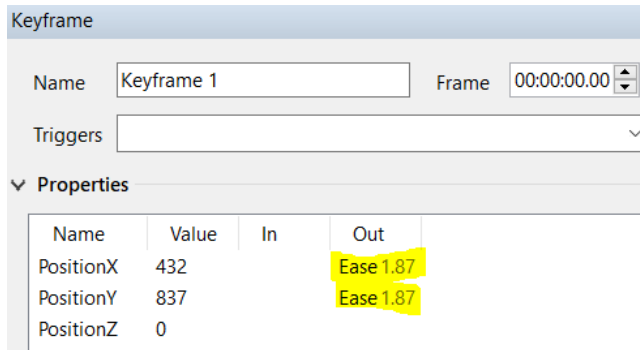 Keyframe
Name Keyframe 1 Frame 00:00:00.00
Triggers
Properties
Name Value In Out
PositionX 432 Ease 1.87
PositionY 837 Ease 1.87
PositionZ 0